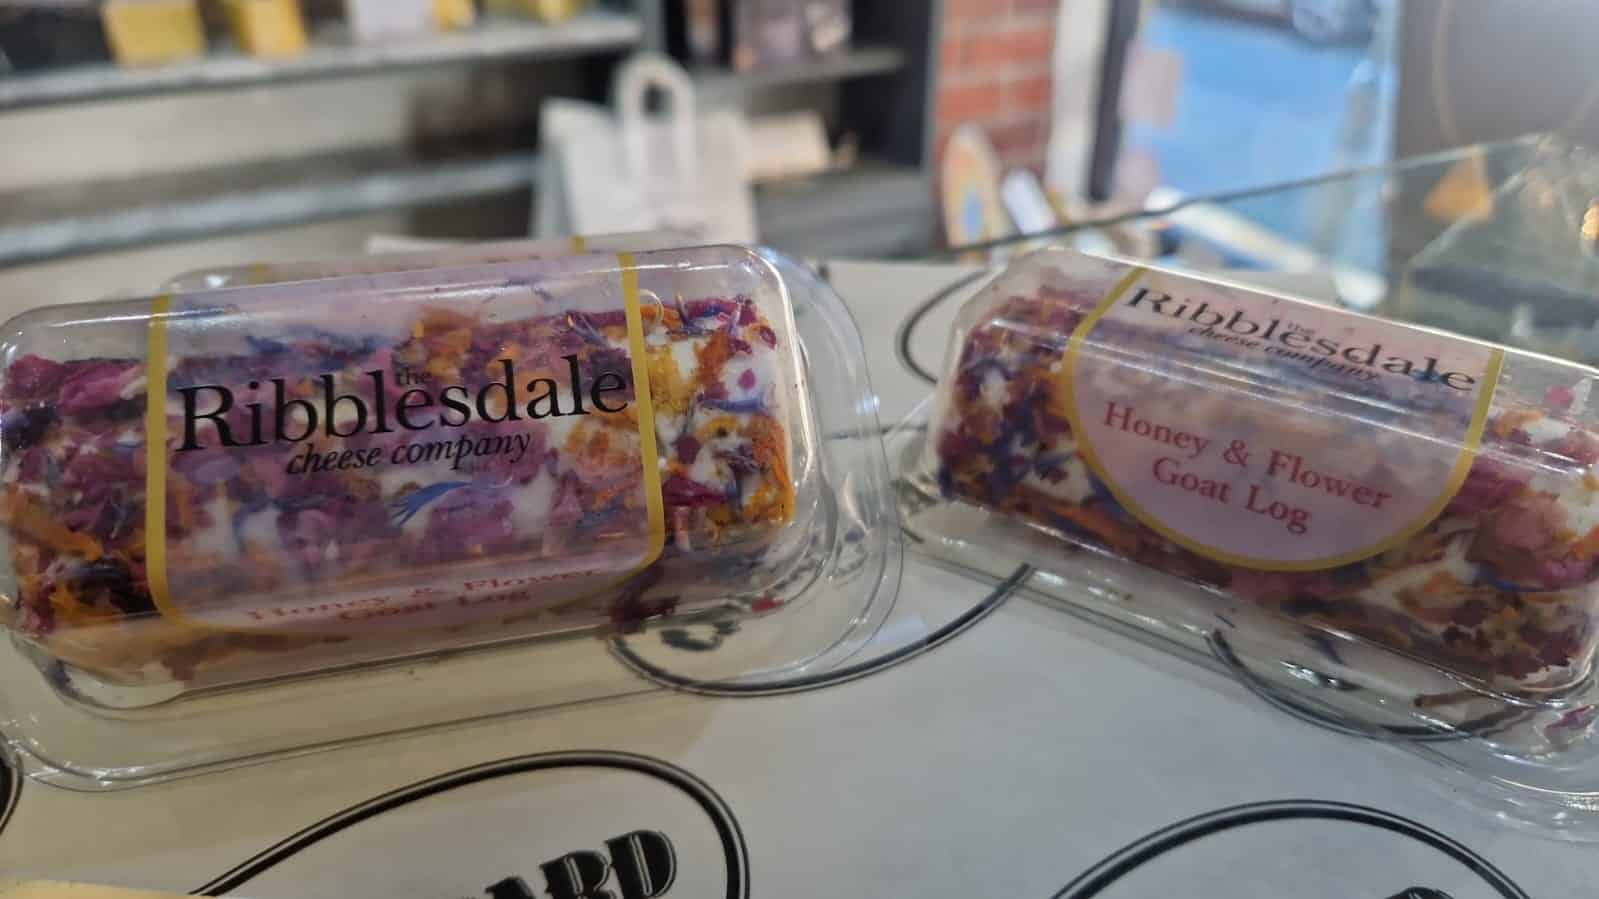 the
Ribblesdale
cheese company
Honey & Flower
Goat Log
the
Ribblesdale
cheese company
Honey & Flower
Goat Log